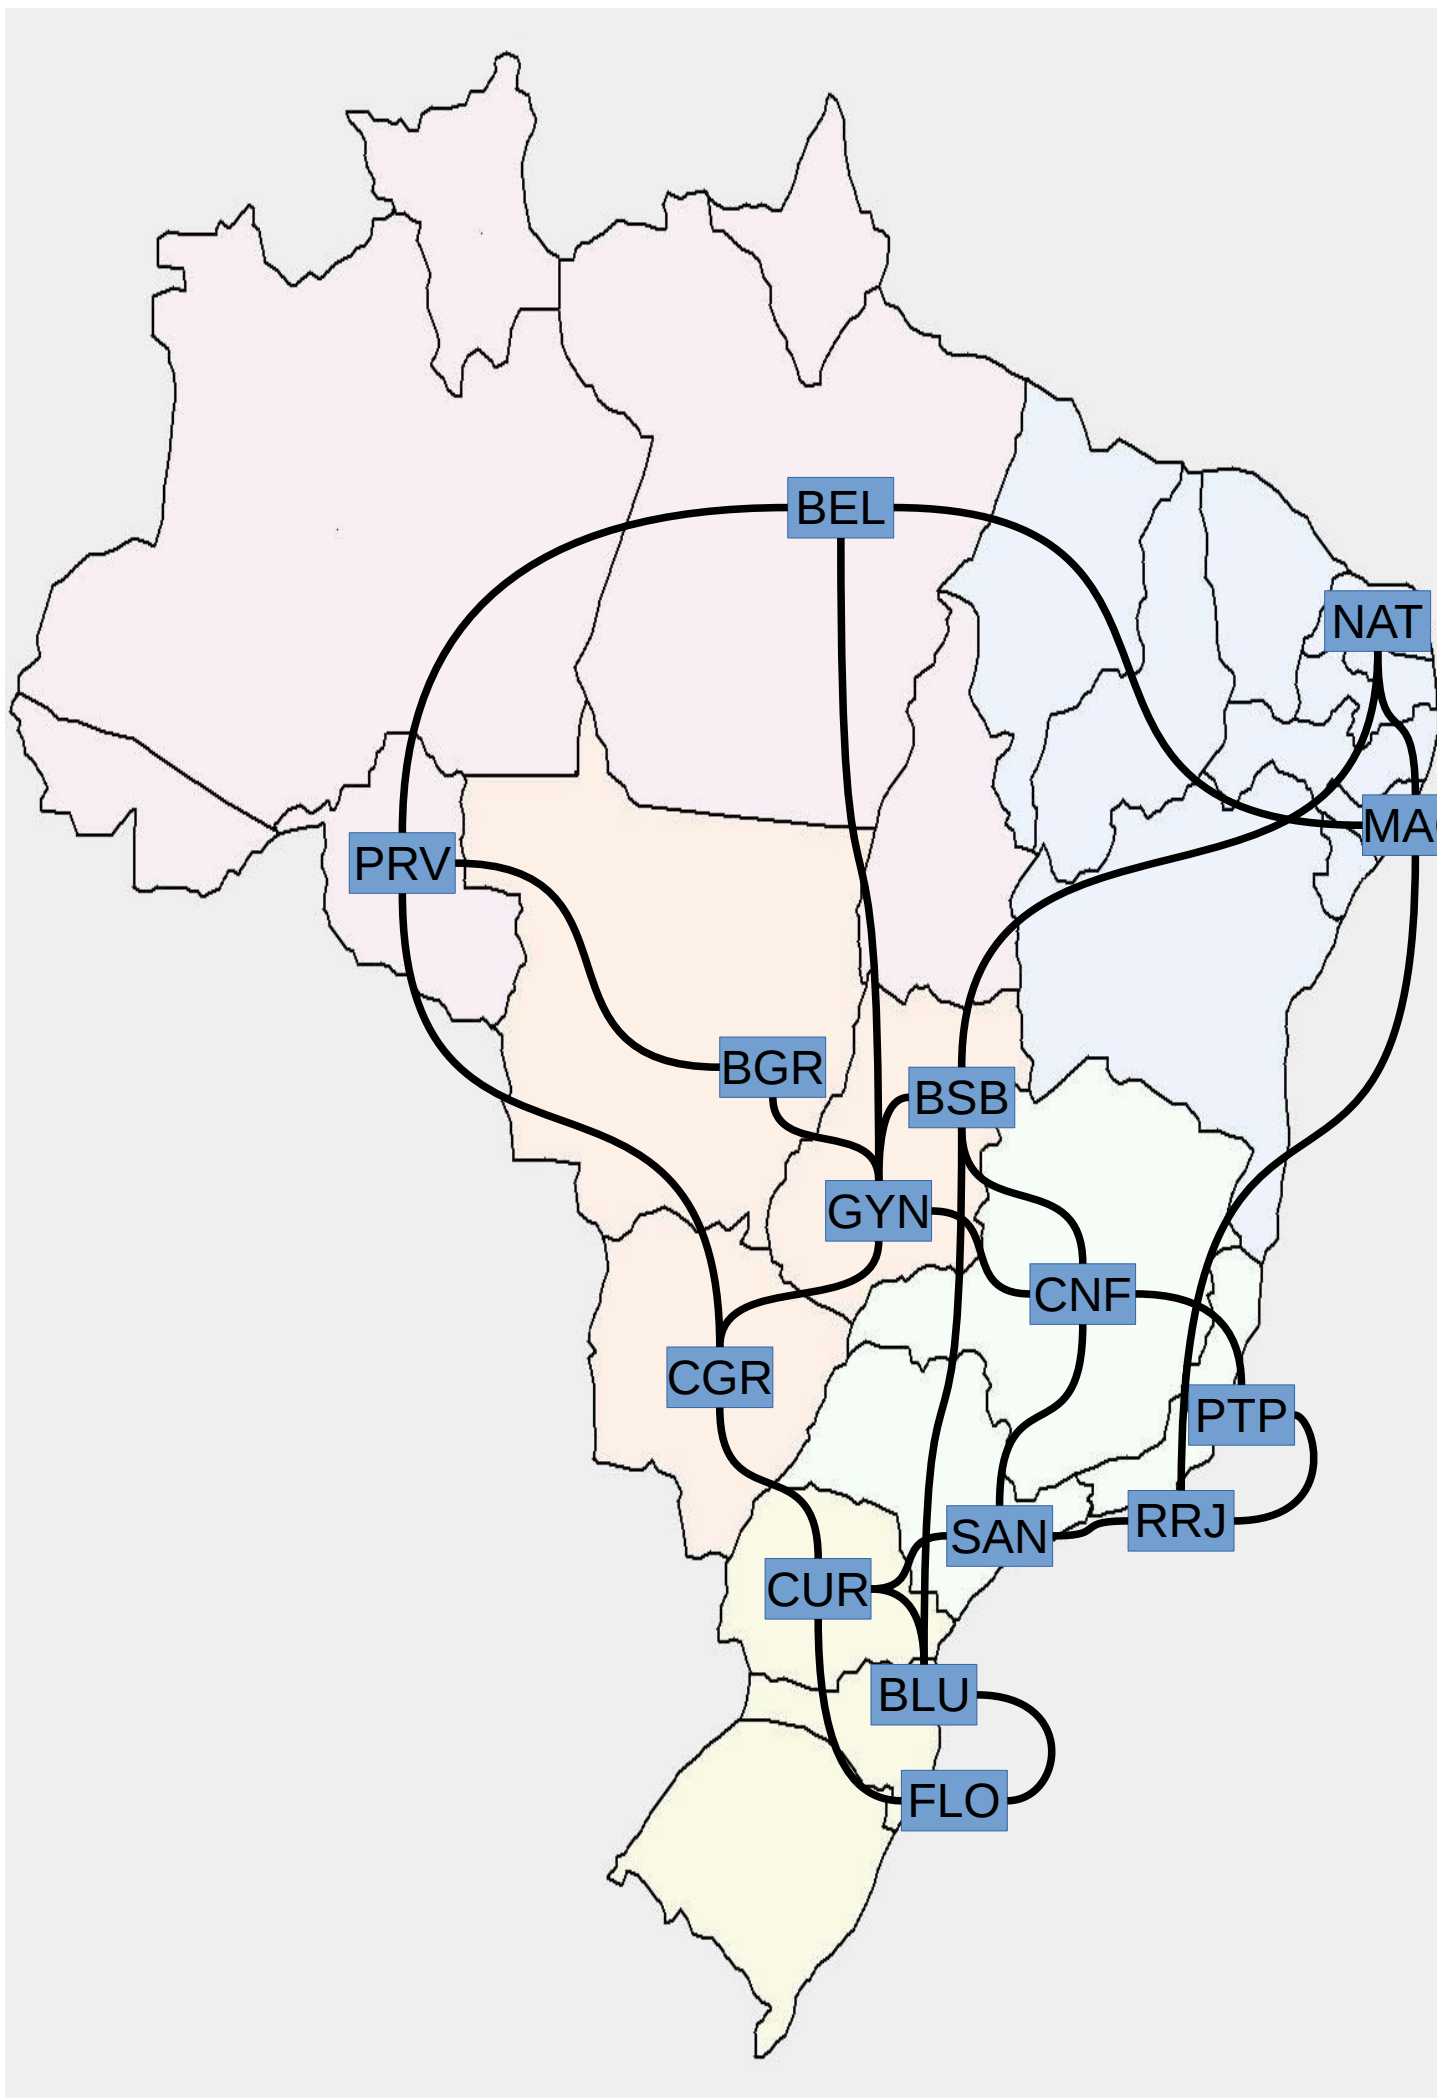 BEL
NAT
MA
PRV
BGR
BSB
GYN
CNF
CGR
PTP
RRJ
SAN
CUR
BLU
FLO